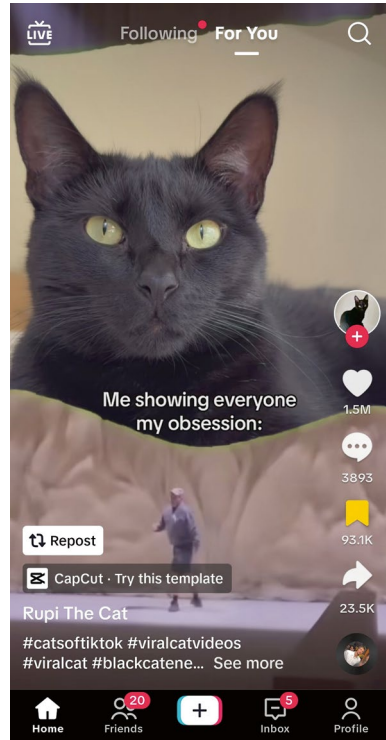 LIVE
Following For You
Me showing everyone
my obsession:
1.5M
3893
93.1K
23.5K
Repost
CapCut · Try this template
Rupi The Cat
#catsoftiktok #viralcatvideos
#viralcat #blackcatene... See more
Home
20
Friends
5
Inbox
Profile